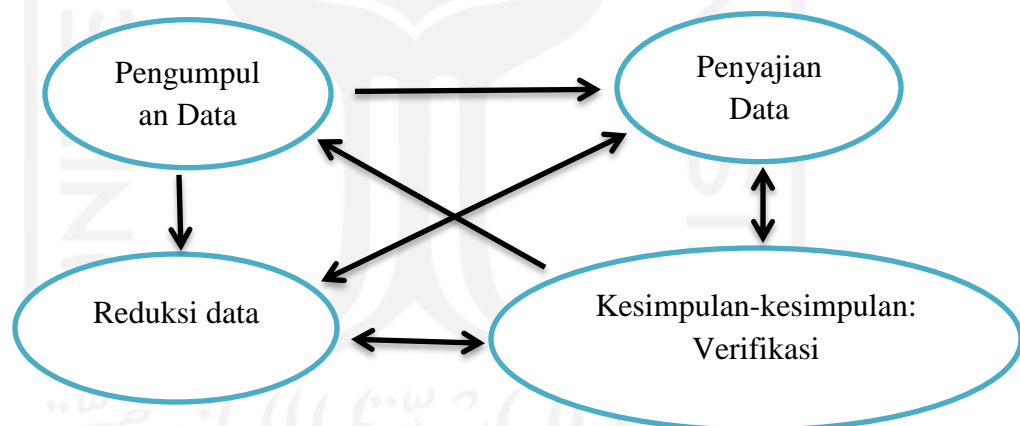 Pengumpul
an Data
Penyajian
Data
Reduksi data
Kesimpulan-kesimpulan:
Verifikasi